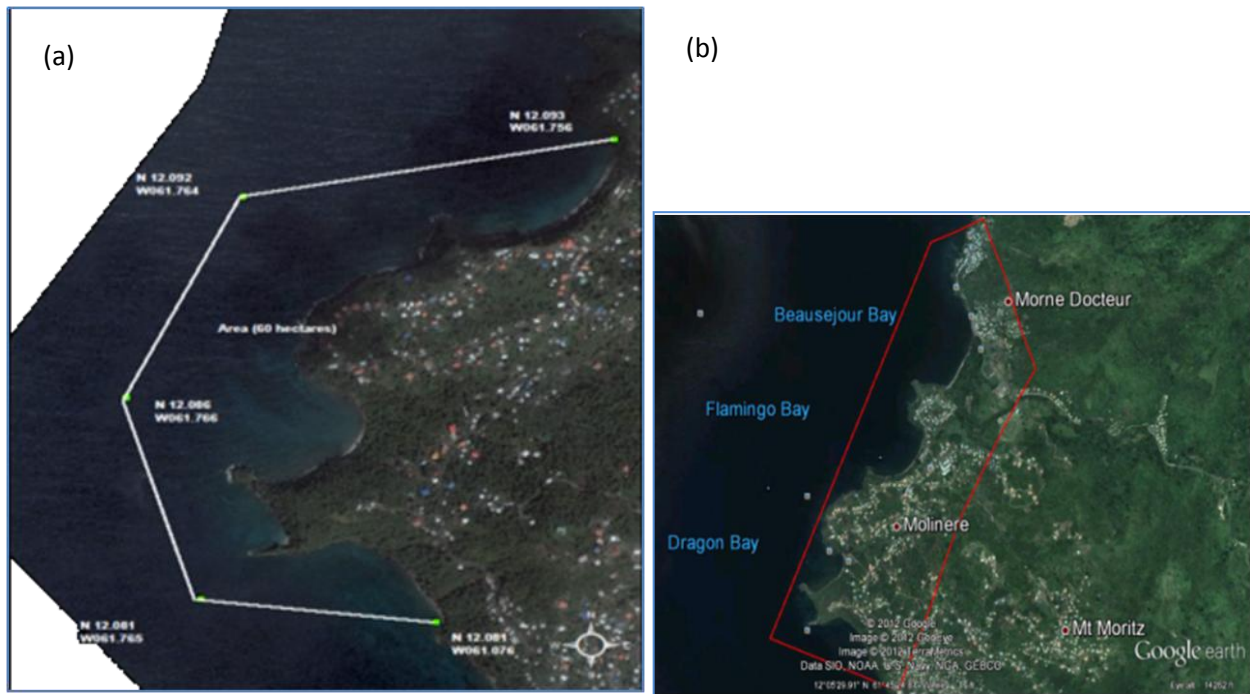 (a)
N 12.093
W061.756
N 12.092
W061.764
Area (60 hectares)
N 12.086
W061.766
N 12.081
W061.765
N 12.081
W061.076
(b)
Beausejour Bay
Morne Docteur
Flamingo Bay
Molinere
Dragon Bay
Mt Moritz
© 2012 Google
Image © 2012 GeoEye
Image © 2012 TerraMetrics
Data SIO, NOAA, U.S. Navy, NGA, GEBCO
Google earth